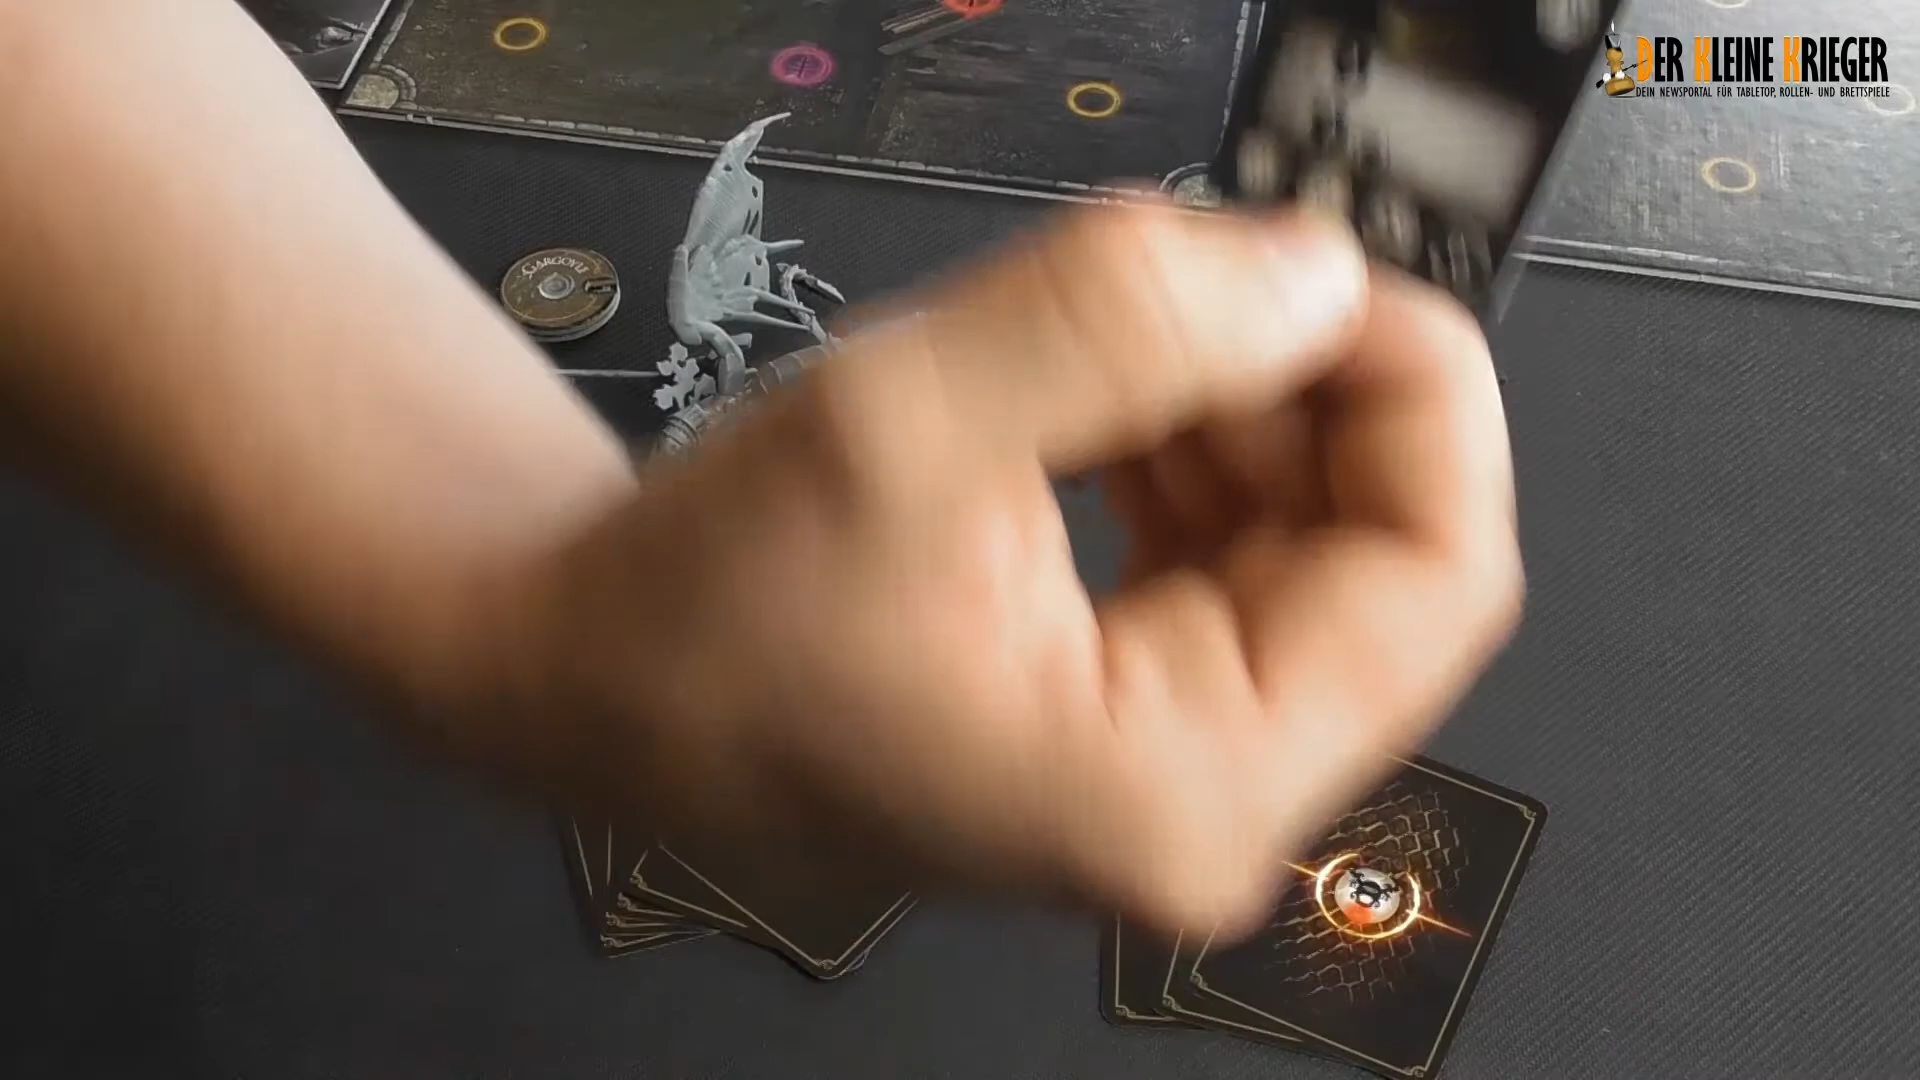 DER KLEINE KRIEGER
DEIN NEWSPORTAL FÜR TABLETOP, ROLLEN- UND BRETTSPIELE
GARGOYLE